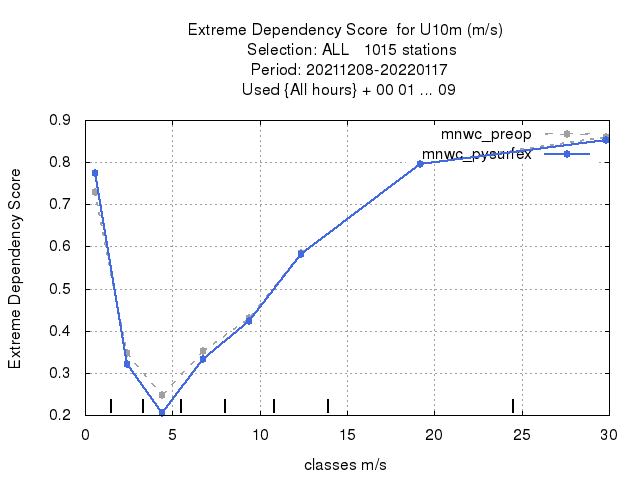 Extreme Dependency Score  for U10m (m/s)
Selection: ALL   1015 stations
Period: 20211208-20220117
Used {All hours} + 00 01 ... 09
mnwc_preop
mnwc_pysurfex
Extreme Dependency Score
0.9
0.8
0.7
0.6
0.5
0.4
0.3
0.2
0 5 10 15 20 25 30
classes m/s